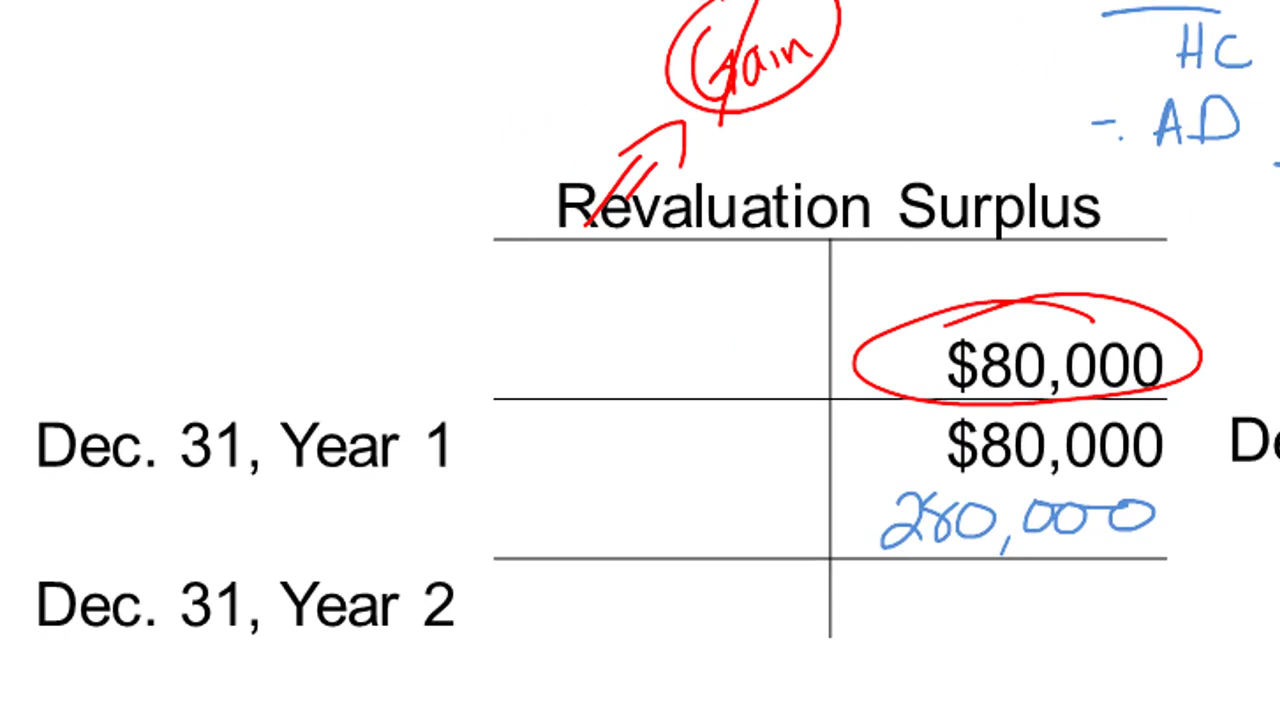 Gain
HC
-. AD
Revaluation Surplus
$80,000
Dec. 31, Year 1 $80,000 De
280,000
Dec. 31, Year 2